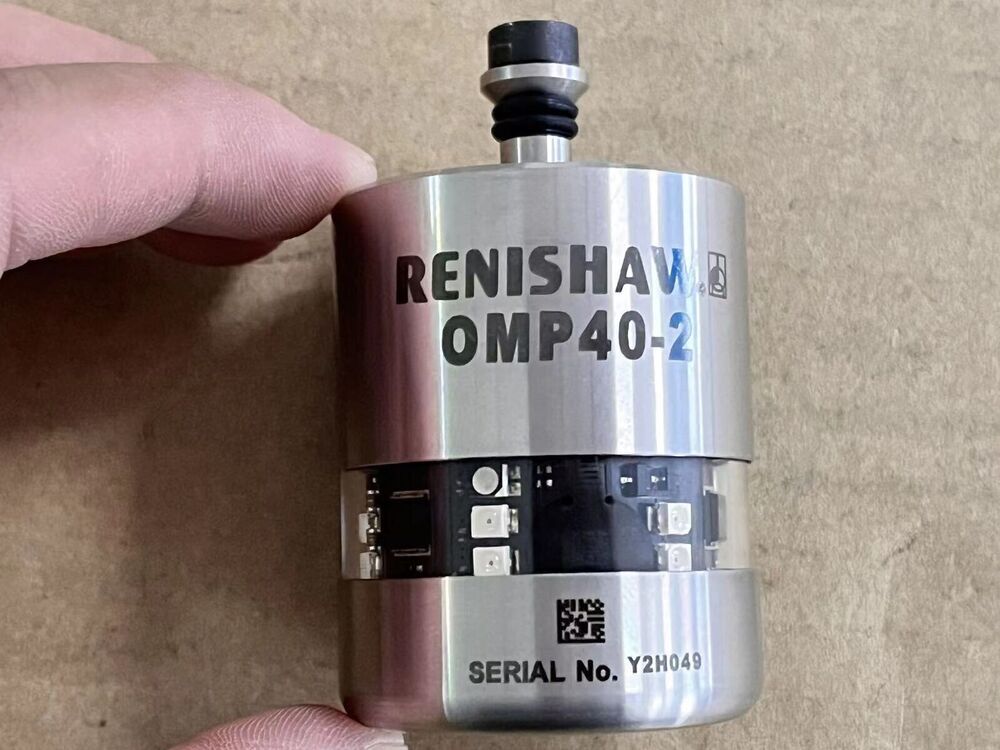 RENISHAW
OMP40-2
SERIAL No. Y2H049